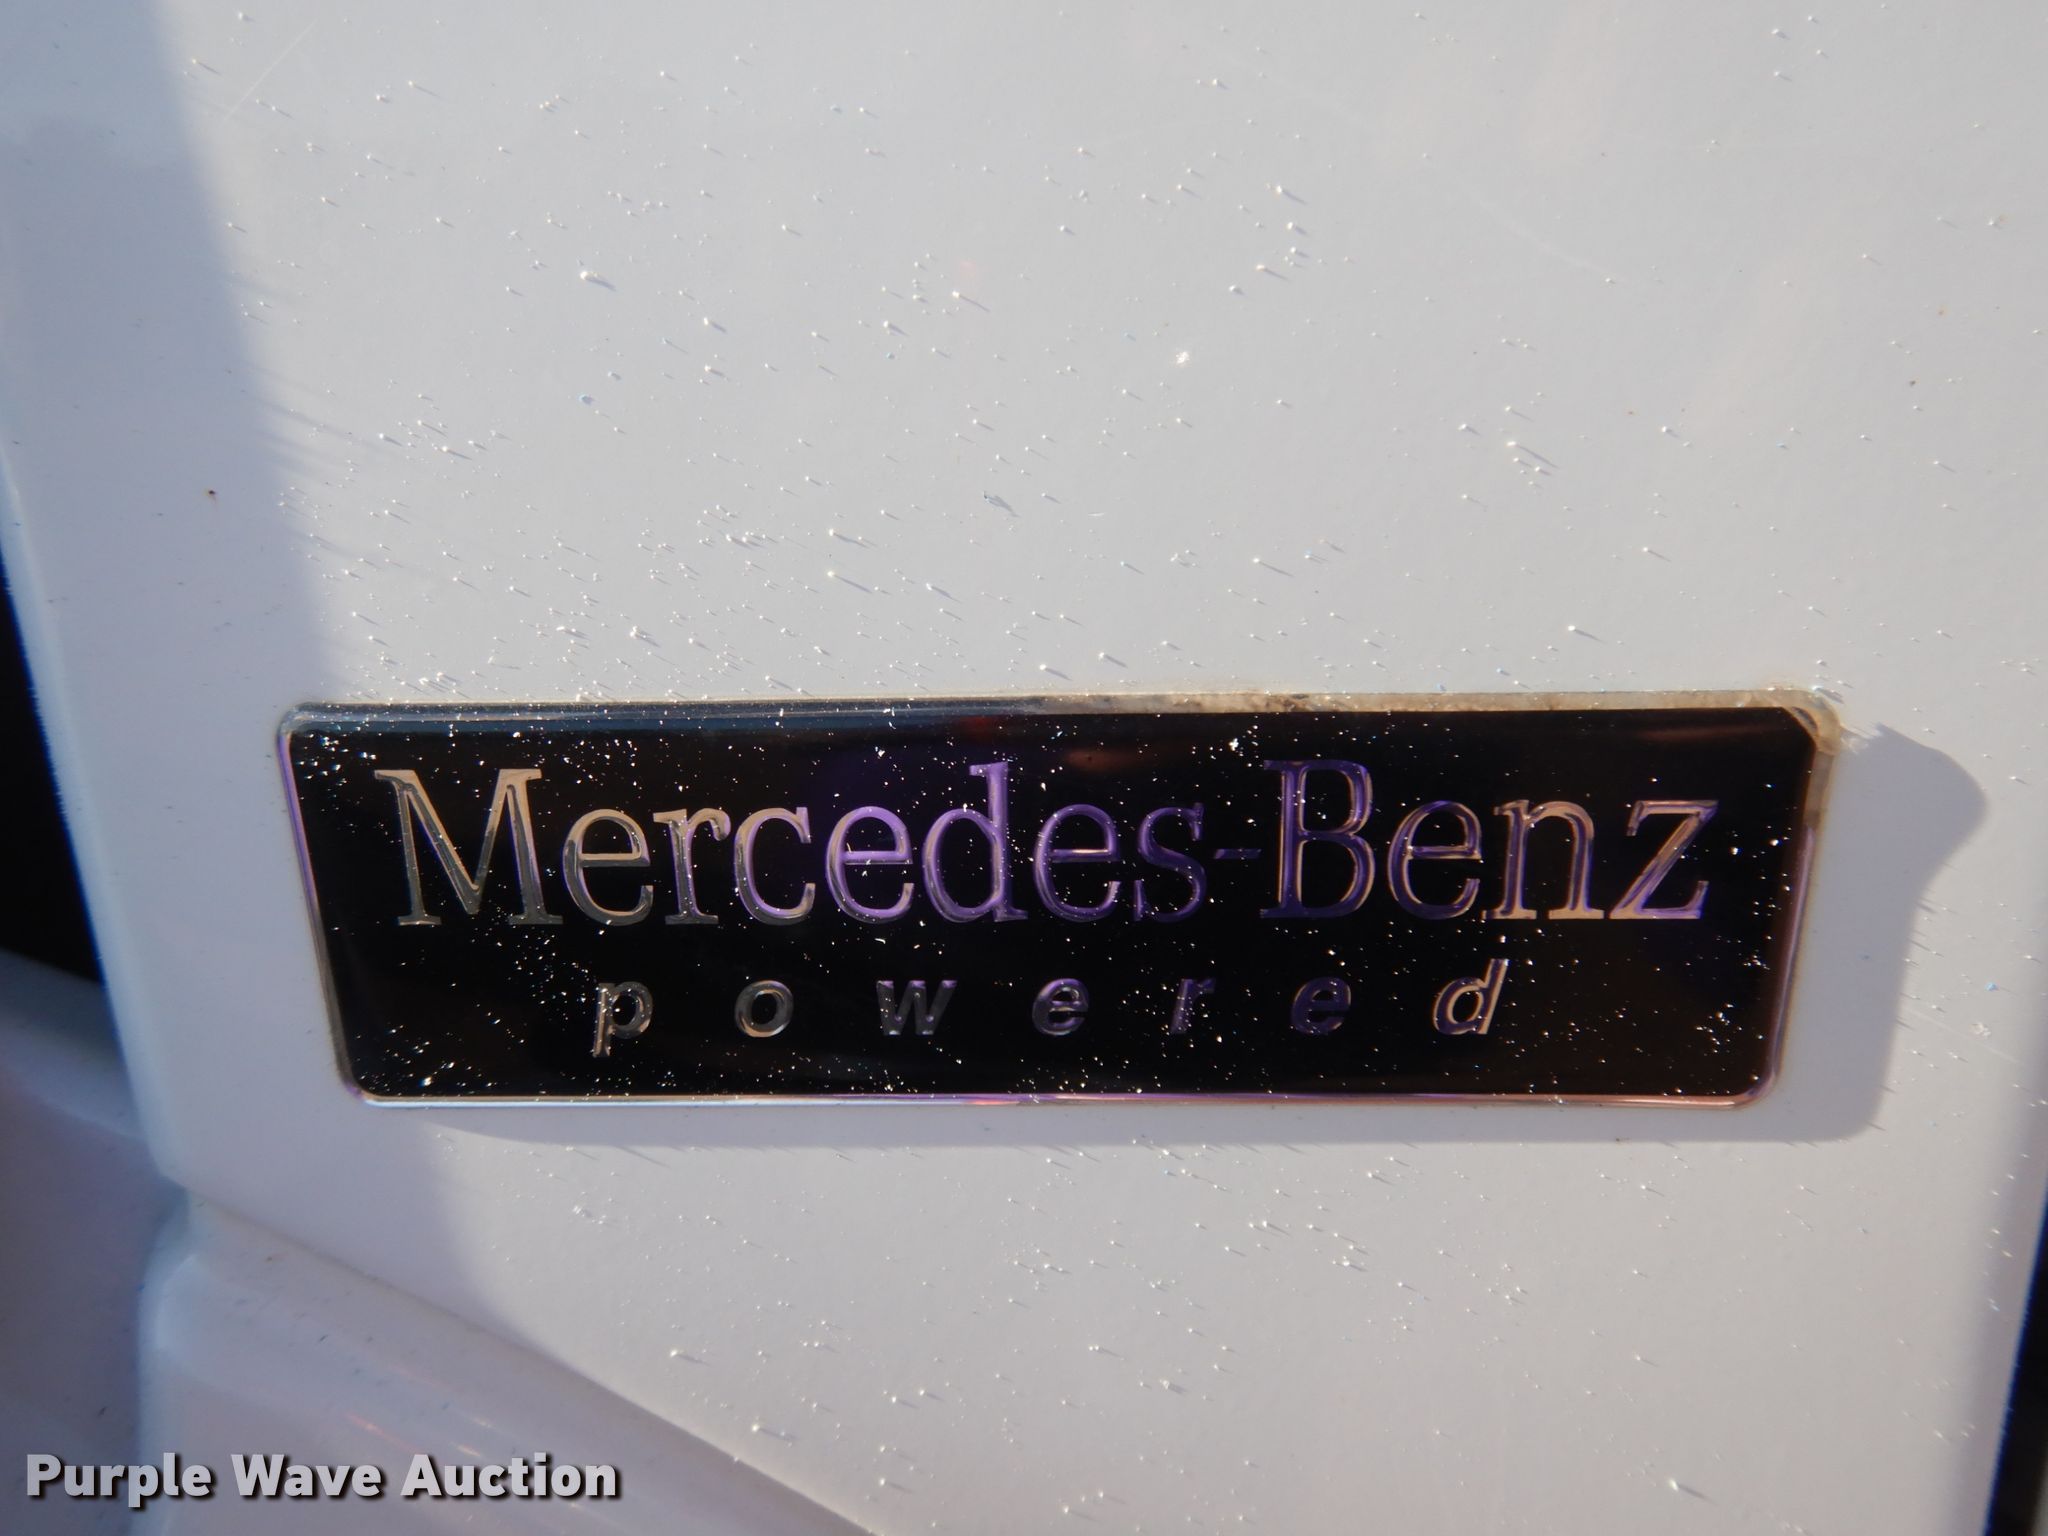 Mercedes-Benz
powered
Purple Wave Auction